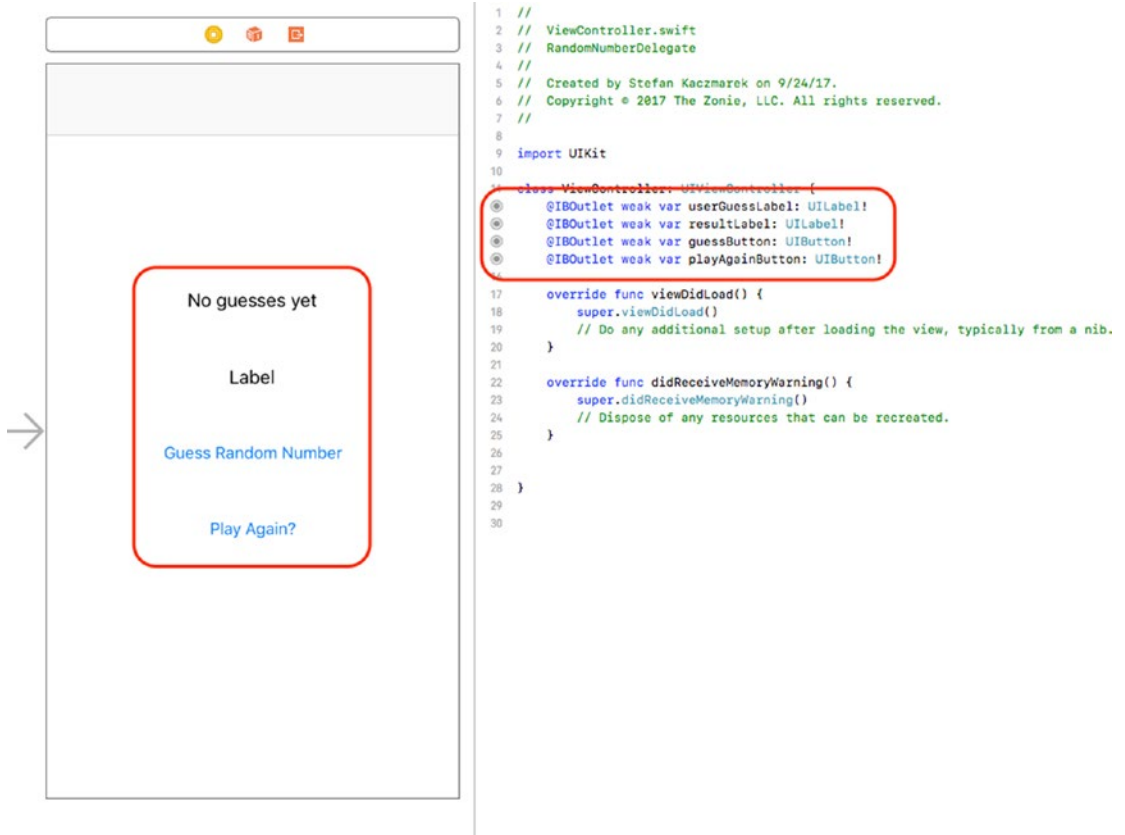 No guesses yet
Label
Guess Random Number
Play Again?
1 //
2 // ViewController.swift
3 // RandomNumberDelegate
4 //
5 // Created by Stefan Kaczmarek on 9/24/17.
6 // Copyright © 2017 The Zonie, LLC. All rights reserved.
7 //
8
9 import UIKit
10
11 class ViewController: UIViewController {
@IBOutlet weak var userGuessLabel: UILabel!
@IBOutlet weak var resultLabel: UILabel!
@IBOutlet weak var guessButton: UIButton!
@IBOutlet weak var playAgainButton: UIButton!
16
17 override func viewDidLoad() {
18 super.viewDidLoad()
19 // Do any additional setup after loading the view, typically from a nib.
20 }
21
22 override func didReceiveMemoryWarning() {
23 super.didReceiveMemoryWarning()
24 // Dispose of any resources that can be recreated.
25 }
26
27
28 }
29
30